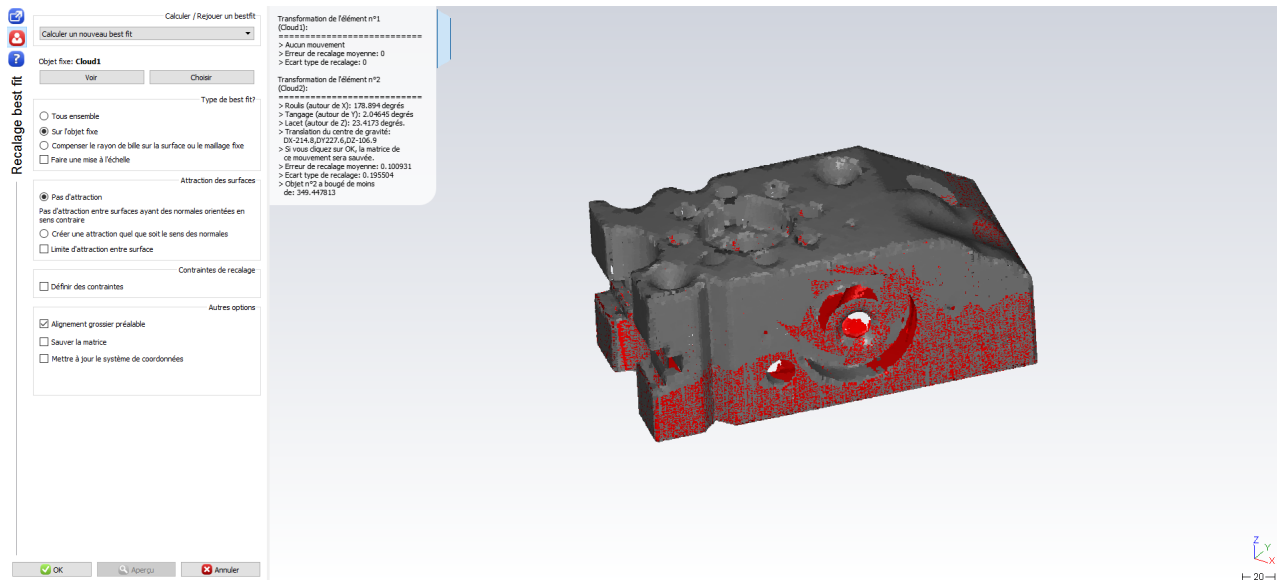 Calculer / Rejouer un bestfit
Calculer un nouveau best fit
Objet fixe: Cloud1
Voir
Choisir
Recalage best fit
Type de best fit?
Tous ensemble
Sur l'objet fixe
Compenser le rayon de bille sur la surface ou le maillage fixe
Faire une mise à l'échelle
Attraction des surfaces
Pas d'attraction
Pas d'attraction entre surfaces ayant des normales orientées en
sens contraire
Créer une attraction quel que soit le sens des normales
Limite d'attraction entre surface
Contraintes de recalage
Définir des contraintes
Autres options
Alignement grossier préalable
Sauver la matrice
Mettre à jour le système de coordonnées
OK
Aperçu
Annuler
Transformation de l'élément n°1
(Cloud1):
===========================
> Aucun mouvement
> Erreur de recalage moyenne: 0
> Ecart type de recalage: 0
Transformation de l'élément n°2
(Cloud2):
===========================
> Roulis (autour de X): 178.894 degrés
> Tangage (autour de Y): 2.04645 degrés
> Lacet (autour de Z): 23.4173 degrés.
> Translation du centre de gravité:
DX-214.8,DY227.6,DZ-106.9
> Si vous cliquez sur OK, la matrice de
ce mouvement sera sauvée.
> Erreur de recalage moyenne: 0.100931
> Ecart type de recalage: 0.195504
> Objet n°2 a bougé de moins
de: 349.447813
Z
Y
X
20